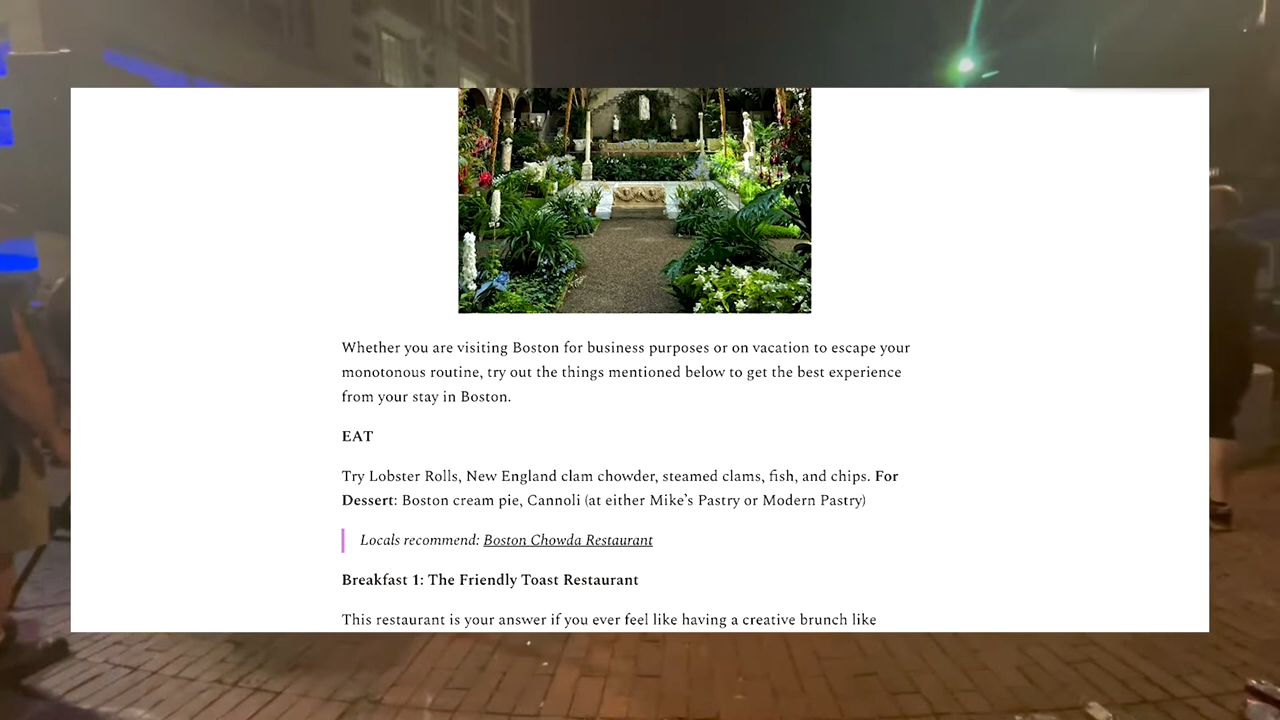 Whether you are visiting Boston for business purposes or on vacation to escape your
monotonous routine, try out the things mentioned below to get the best experience
from your stay in Boston.
EAT
Try Lobster Rolls, New England clam chowder, steamed clams, fish, and chips. For
Dessert: Boston cream pie, Cannoli (at either Mike’s Pastry or Modern Pastry)
Locals recommend: Boston Chowda Restaurant
Breakfast 1: The Friendly Toast Restaurant
This restaurant is your answer if you ever feel like having a creative brunch like